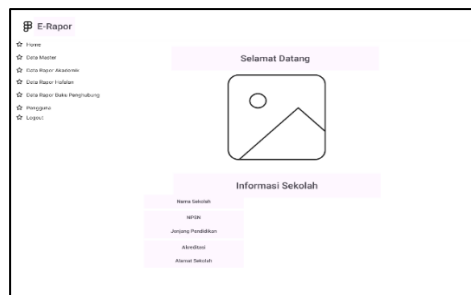 E-Rapor
Home
Data Master
Data Rapor Akademik
Data Rapor Hafalan
Data Rapor Buku Penghubung
Pengguna
Logout
Selamat Datang
Informasi Sekolah
Nama Sekolah
NPSN
Jenjang Pendidikan
Akreditasi
Alamat Sekolah